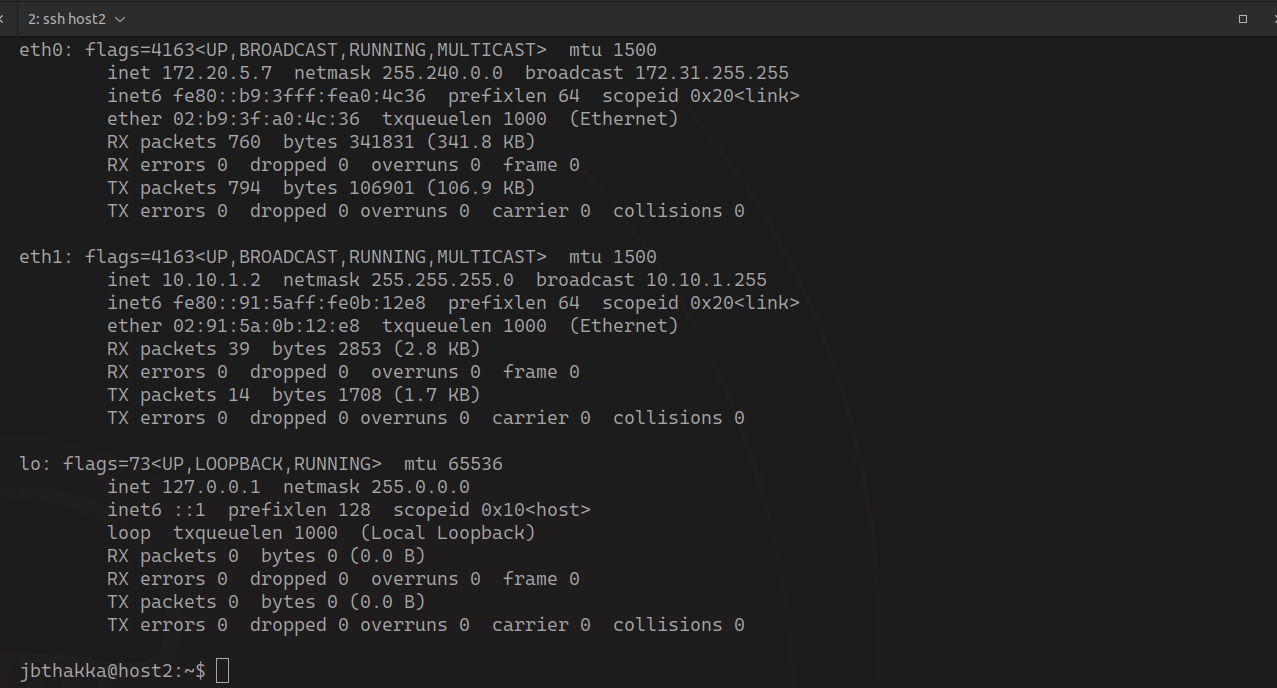 2: ssh host2
eth0: flags=4163<UP,BROADCAST,RUNNING,MULTICAST>  mtu 1500
        inet 172.20.5.7  netmask 255.240.0.0  broadcast 172.31.255.255
        inet6 fe80::b9:3fff:fea0:4c36  prefixlen 64  scopeid 0x20<link>
        ether 02:b9:3f:a0:4c:36  txqueuelen 1000  (Ethernet)
        RX packets 760  bytes 341831 (341.8 KB)
        RX errors 0  dropped 0  overruns 0  frame 0
        TX packets 794  bytes 106901 (106.9 KB)
        TX errors 0  dropped 0 overruns 0  carrier 0  collisions 0

eth1: flags=4163<UP,BROADCAST,RUNNING,MULTICAST>  mtu 1500
        inet 10.10.1.2  netmask 255.255.255.0  broadcast 10.10.1.255
        inet6 fe80::91:5aff:fe0b:12e8  prefixlen 64  scopeid 0x20<link>
        ether 02:91:5a:0b:12:e8  txqueuelen 1000  (Ethernet)
        RX packets 39  bytes 2853 (2.8 KB)
        RX errors 0  dropped 0  overruns 0  frame 0
        TX packets 14  bytes 1708 (1.7 KB)
        TX errors 0  dropped 0 overruns 0  carrier 0  collisions 0

lo: flags=73<UP,LOOPBACK,RUNNING>  mtu 65536
        inet 127.0.0.1  netmask 255.0.0.0
        inet6 ::1  prefixlen 128  scopeid 0x10<host>
        loop  txqueuelen 1000  (Local Loopback)
        RX packets 0  bytes 0 (0.0 B)
        RX errors 0  dropped 0  overruns 0  frame 0
        TX packets 0  bytes 0 (0.0 B)
        TX errors 0  dropped 0 overruns 0  carrier 0  collisions 0

jbthakka@host2:~$